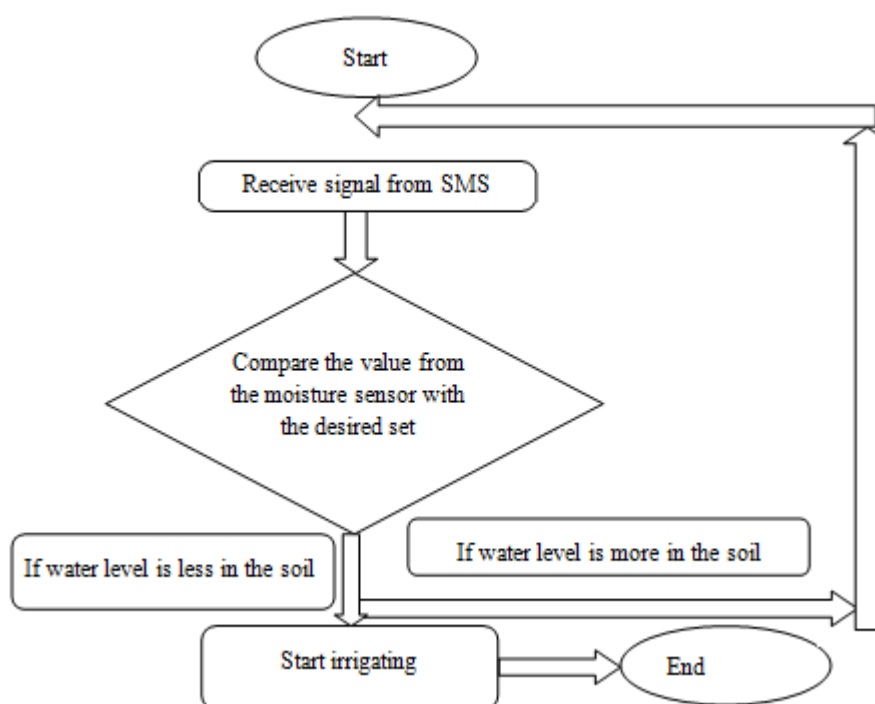 Start
Receive signal from SMS
Compare the value from
the moisture sensor with
the desired set
If water level is less in the soil
If water level is more in the soil
Start irrigating
End